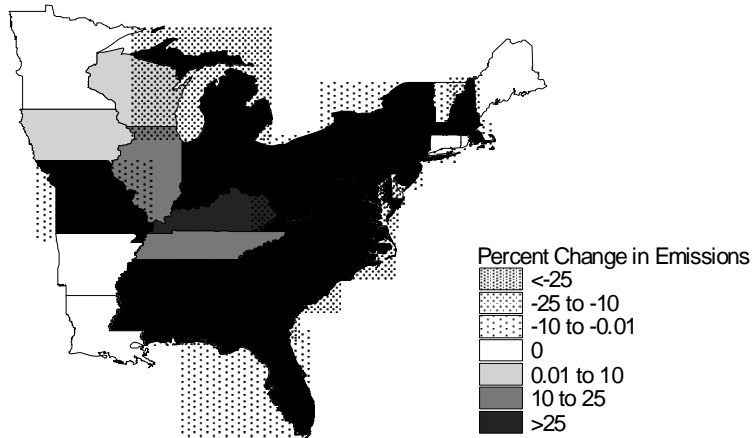 Percent Change in Emissions
<-25
-25 to -10
-10 to -0.01
0
0.01 to 10
10 to 25
>25